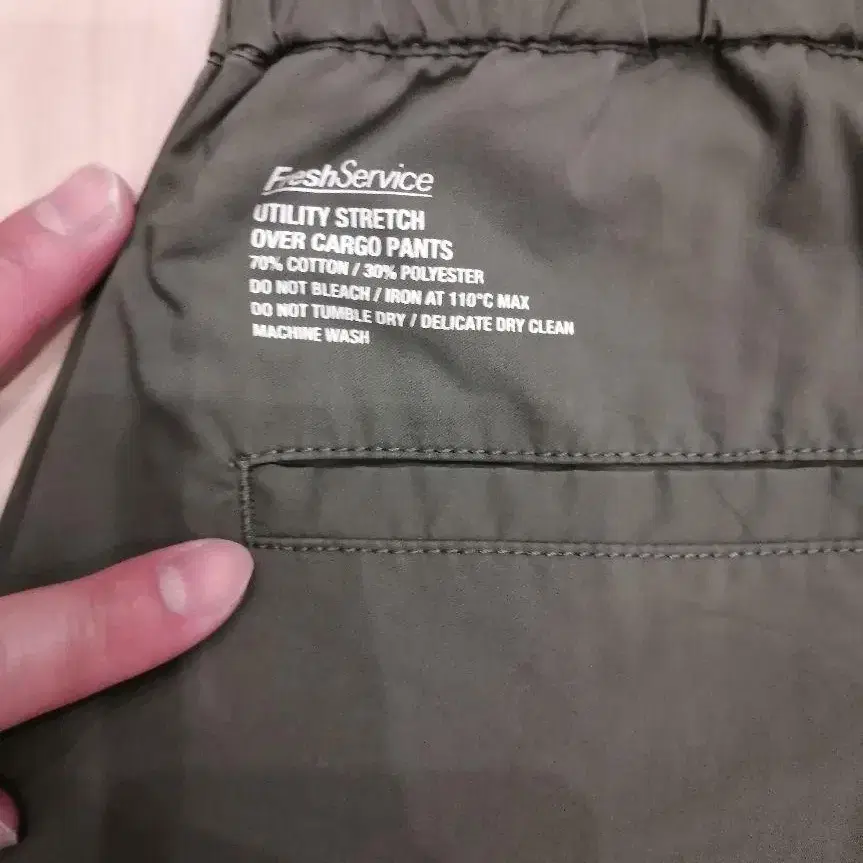 FreshService
UTILITY STRETCH
OVER CARGO PANTS
70% COTTON / 30% POLYESTER
DO NOT BLEACH / IRON AT 110°C MAX
DO NOT TUMBLE DRY / DELICATE DRY CLEAN
MACHINE WASH